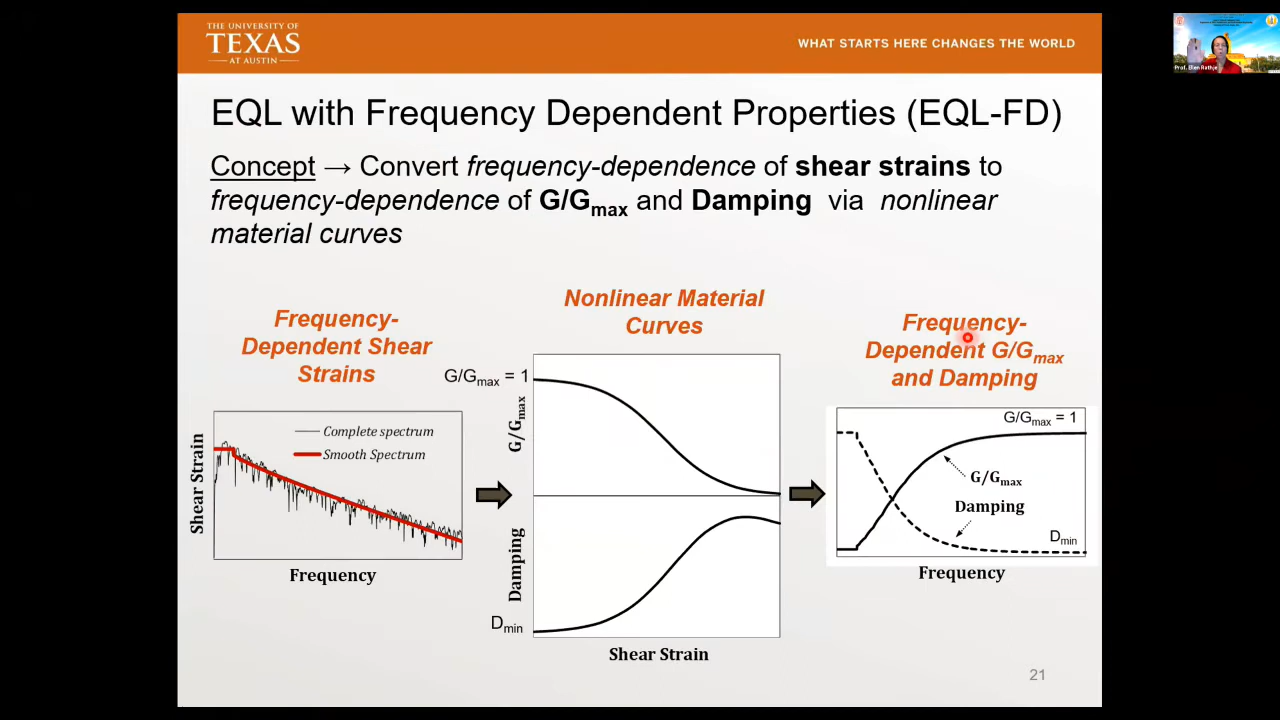 THE UNIVERSITY OF
TEXAS
AT AUSTIN
WHAT STARTS HERE CHANGES THE WORLD
Prof. Ellen Rathje
EQL with Frequency Dependent Properties (EQL-FD)
Concept → Convert frequency-dependence of shear strains to
frequency-dependence of G/Gmax and Damping via nonlinear
material curves
Frequency-
Dependent Shear
Strains
Complete spectrum
Smooth Spectrum
Shear Strain
Frequency
Nonlinear Material
Curves
G/Gmax = 1
G/Gmax
Damping
Dmin
Shear Strain
Frequency-
Dependent G/Gmax
and Damping
G/Gmax = 1
G/Gmax
Damping
Dmin
Frequency
21